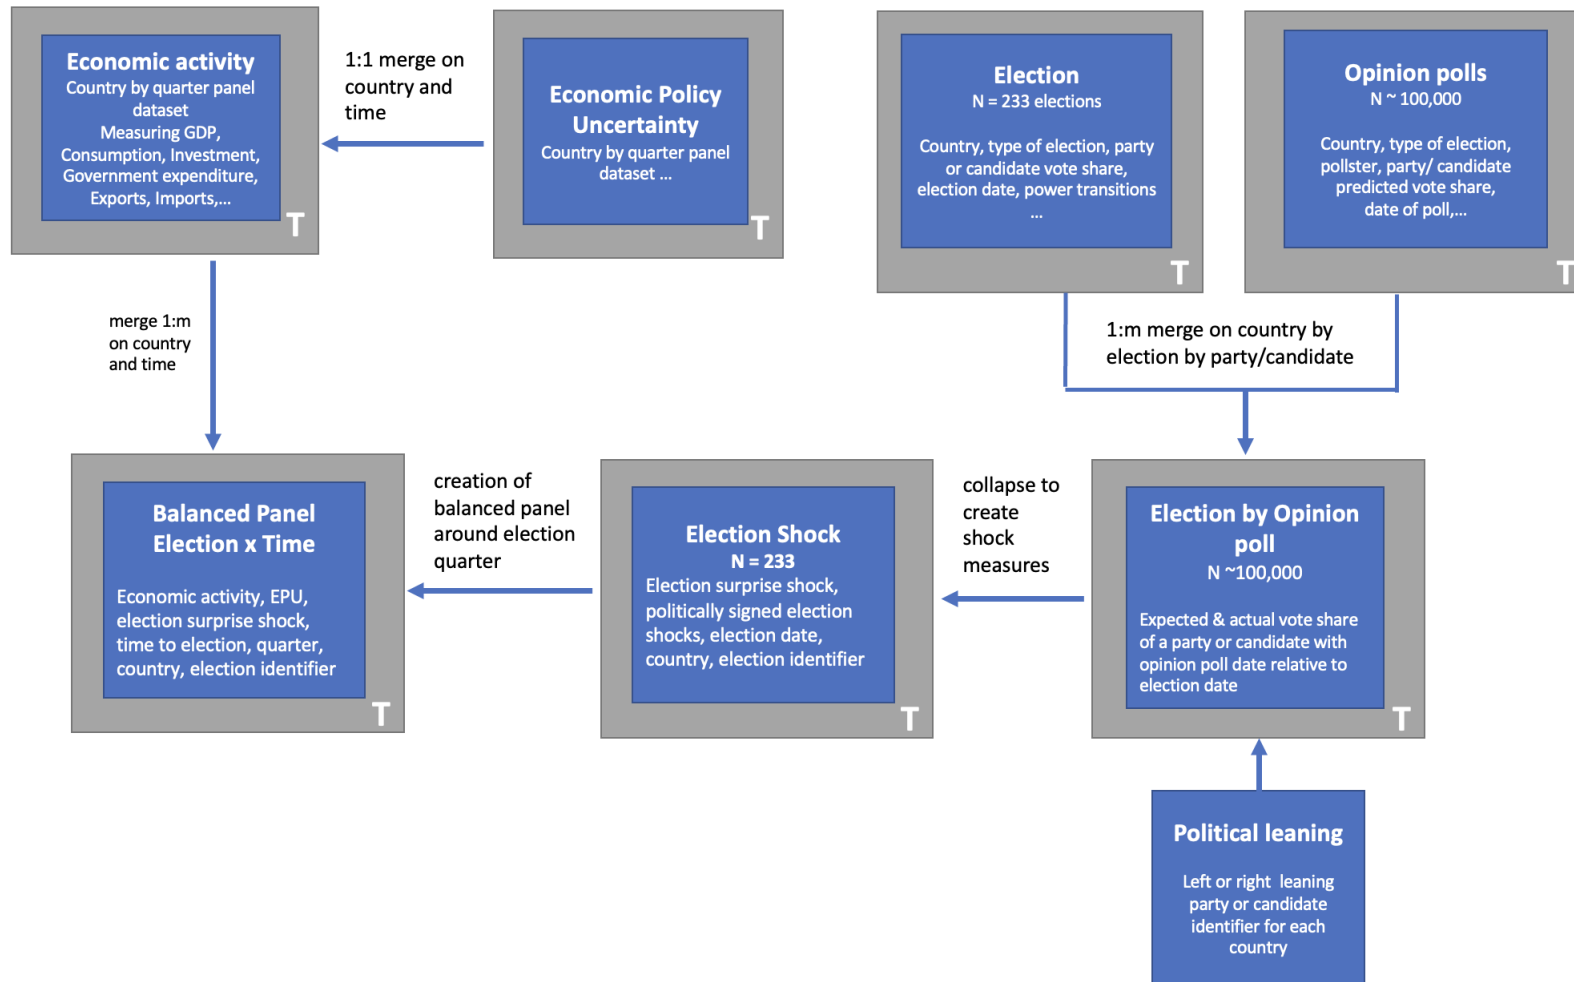 Economic activity
Country by quarter panel
dataset
Measuring GDP,
Consumption, Investment,
Government expenditure,
Exports, Imports,...
T
1:1 merge on
country and
time
Economic Policy
Uncertainty
Country by quarter panel
dataset ...
T
Election
N = 233 elections
Country, type of election, party
or candidate vote share,
election date, power transitions
...
T
Opinion polls
N ~ 100,000
Country, type of election,
pollster, party/ candidate
predicted vote share,
date of poll,...
T
merge 1:m
on country
and time
1:m merge on country by
election by party/candidate
Balanced Panel
Election x Time
Economic activity, EPU,
election surprise shock,
time to election, quarter,
country, election identifier
T
creation of
balanced panel
around election
quarter
Election Shock
N = 233
Election surprise shock,
politically signed election
shocks, election date,
country, election identifier
T
collapse to
create
shock
measures
Election by Opinion
poll
N ~100,000
Expected & actual vote share
of a party or candidate with
opinion poll date relative to
election date
T
Political leaning
Left or right leaning
party or candidate
identifier for each
country